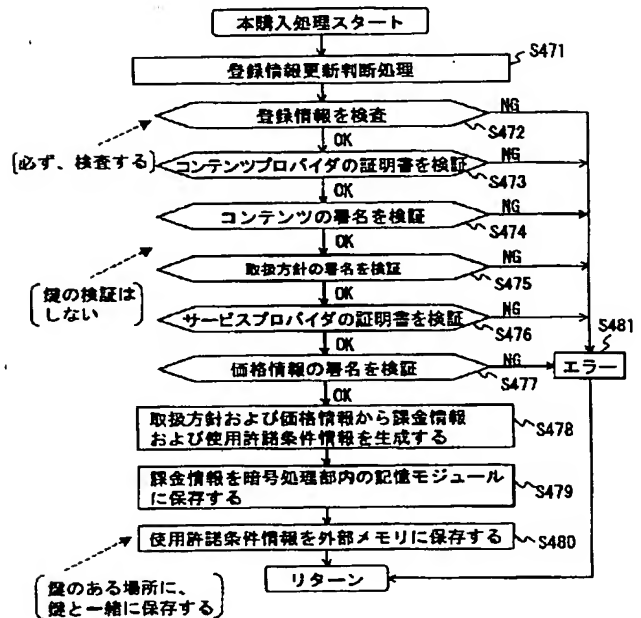 本購入処理スタート
登録情報更新判断処理
S471
登録情報を検査
NG
S472
OK
〔必ず、検査する〕
コンテンツプロバイダの証明書を検証
NG
S473
OK
コンテンツの署名を検証
NG
S474
OK
〔鍵の検証は
しない〕
取扱方針の署名を検証
NG
S475
OK
サービスプロバイダの証明書を検証
NG
S476
OK
価格情報の署名を検証
NG
S477
エラー
S481
OK
取扱方針および価格情報から課金情報
および使用許諾条件情報を生成する
S478
課金情報を暗号処理部内の記憶モジュール
に保存する
S479
使用許諾条件情報を外部メモリに保存する
S480
〔鍵のある場所に、
鍵と一緒に保存する〕
リターン